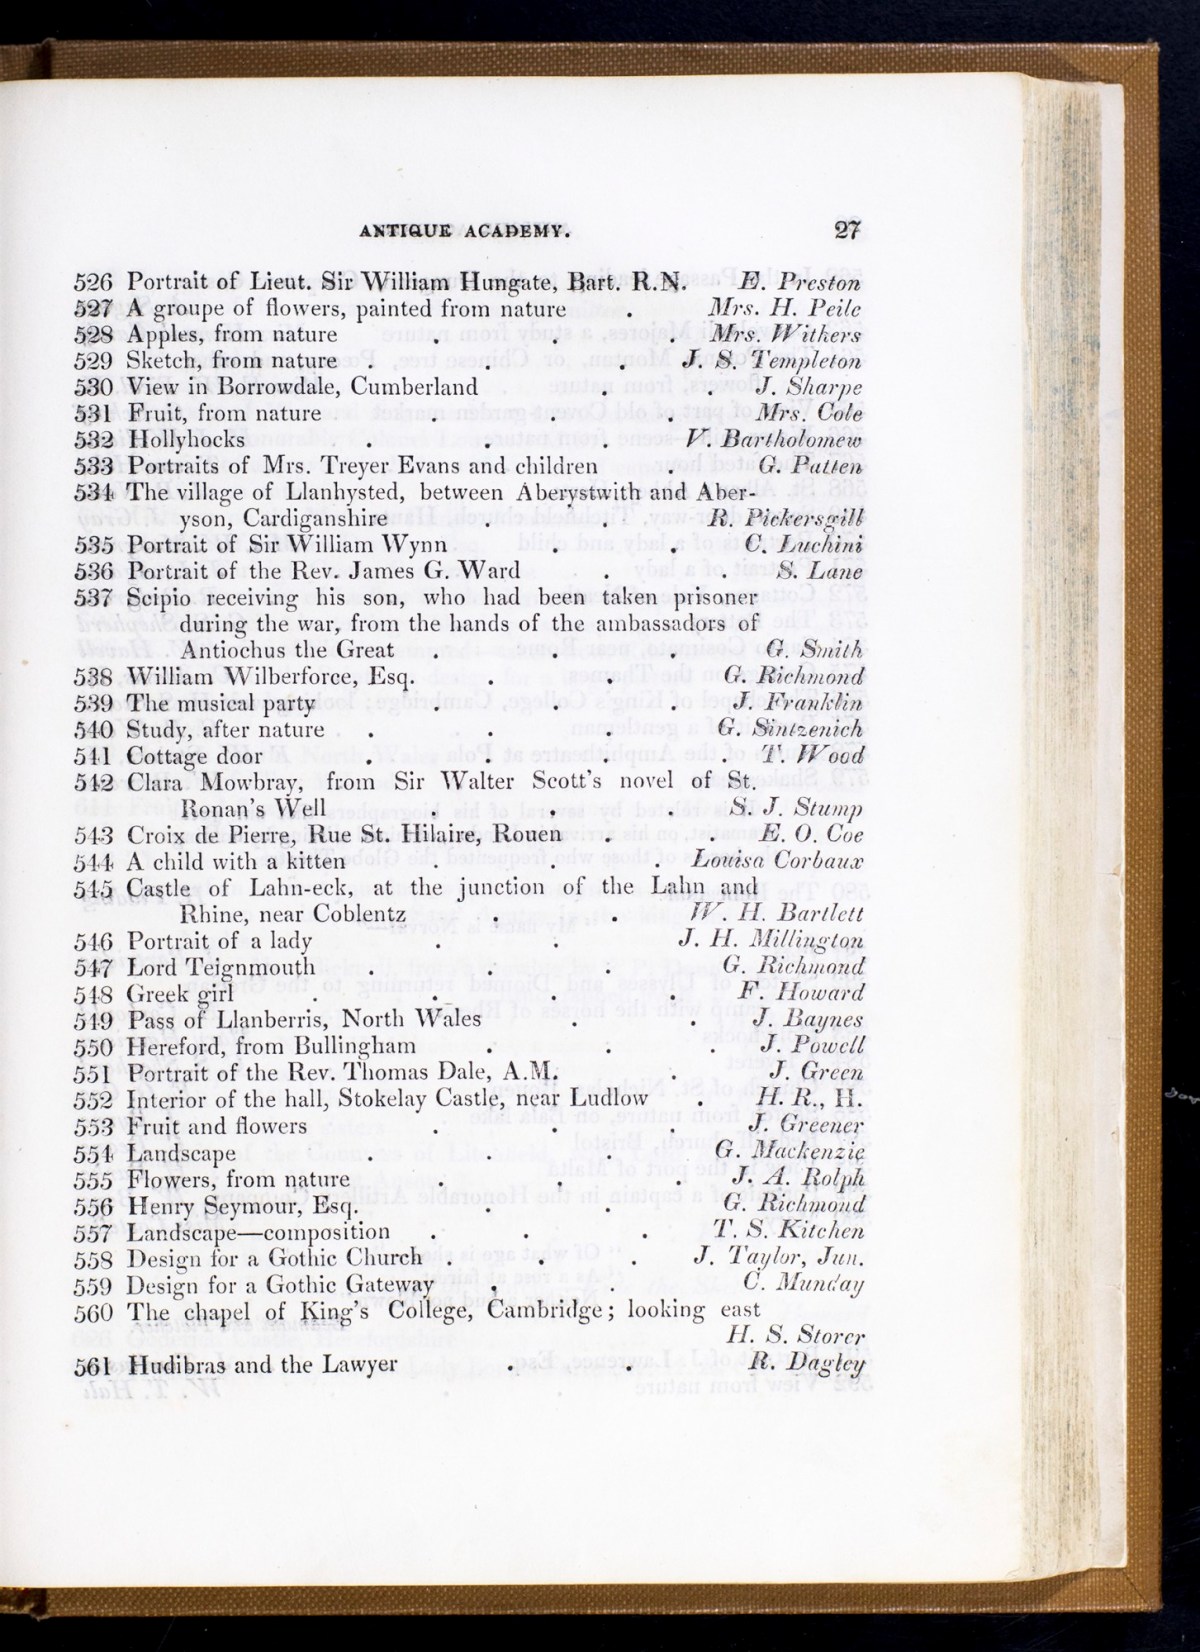 ANTIQUE ACADEMY. 27
526 Portrait of Lieut. Sir William Hungate, Bart. R.N. E. Preston
527 A groupe of flowers, painted from nature . Mrs. H. Peile
528 Apples, from nature . . . Mrs. Withers
529 Sketch, from nature . . . J. S. Templeton
530 View in Borrowdale, Cumberland . . J. Sharpe
531 Fruit, from nature . . . Mrs. Cole
532 Hollyhocks . . . V. Bartholomew
533 Portraits of Mrs. Treyer Evans and children . G. Patten
534 The village of Llanhysted, between Aberystwith and Aber-
yson, Cardiganshire . . R. Pickersgill
535 Portrait of Sir William Wynn . . C. Luchini
536 Portrait of the Rev. James G. Ward . . S. Lane
537 Scipio receiving his son, who had been taken prisoner
during the war, from the hands of the ambassadors of
Antiochus the Great . . . G. Smith
538 William Wilberforce, Esq. . . G. Richmond
539 The musical party . . . J. Franklin
540 Study, after nature . . . G. Sintzenich
541 Cottage door . . . . T. Wood
542 Clara Mowbray, from Sir Walter Scott's novel of St.
Ronan's Well . . . S. J. Stump
543 Croix de Pierre, Rue St. Hilaire, Rouen . . E. O. Coe
544 A child with a kitten . . . Louisa Corbaux
545 Castle of Lahn-eck, at the junction of the Lahn and
Rhine, near Coblentz . . W. H. Bartlett
546 Portrait of a lady . . J. H. Millington
547 Lord Teignmouth . . . G. Richmond
548 Greek girl . . . . F. Howard
549 Pass of Llanberris, North Wales . . J. Baynes
550 Hereford, from Bullingham . . . J. Powell
551 Portrait of the Rev. Thomas Dale, A.M. . J. Green
552 Interior of the hall, Stokelay Castle, near Ludlow . H. R., H.
553 Fruit and flowers . . . J. Greener
554 Landscape . . . G. Mackenzie
555 Flowers, from nature . . . J. A. Rolph
556 Henry Seymour, Esq. . . G. Richmond
557 Landscape—composition . . . T. S. Kitchen
558 Design for a Gothic Church . . . J. Taylor, Jun.
559 Design for a Gothic Gateway . . C. Munday
560 The chapel of King's College, Cambridge; looking east
H. S. Storer
561 Hudibras and the Lawyer . . R. Dagley